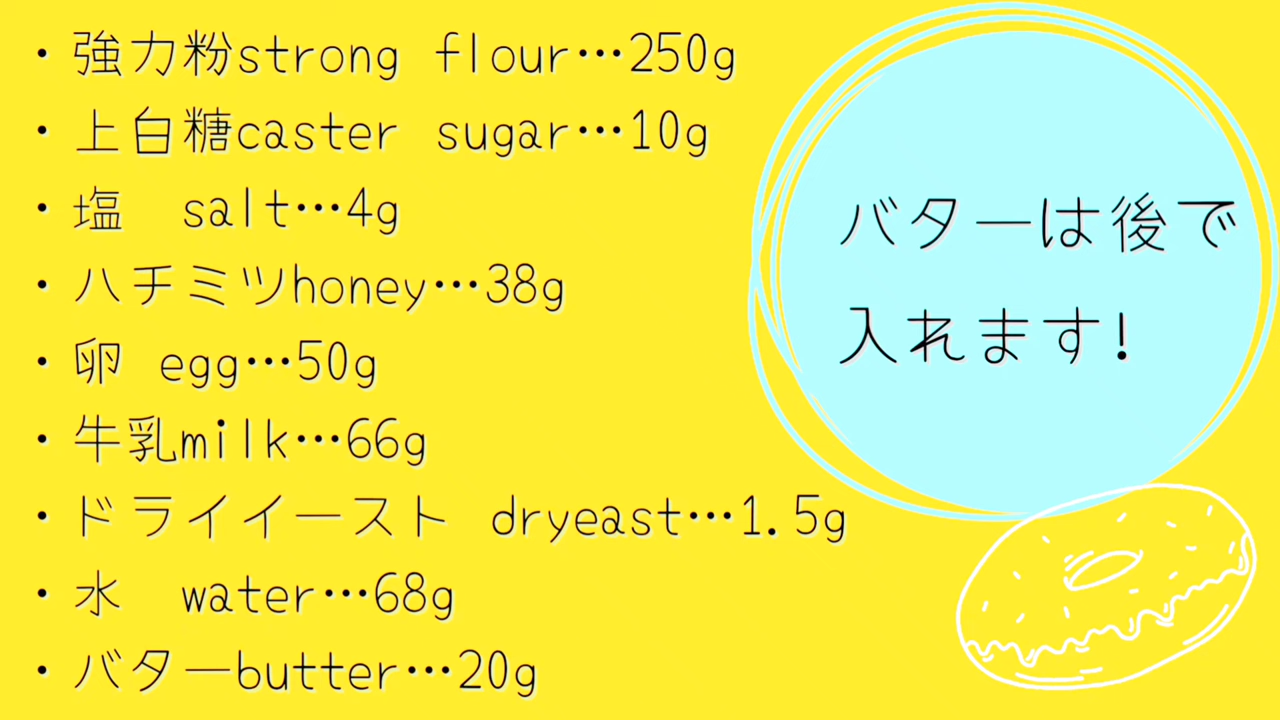 ・強力粉strong flour…250g
・上白糖caster sugar…10g
・塩 salt…4g
・ハチミツhoney…38g
・卵 egg…50g
・牛乳milk…66g
・ドライイースト dryeast…1.5g
・水 water…68g
・バターbutter…20g
バターは後で
入れます!